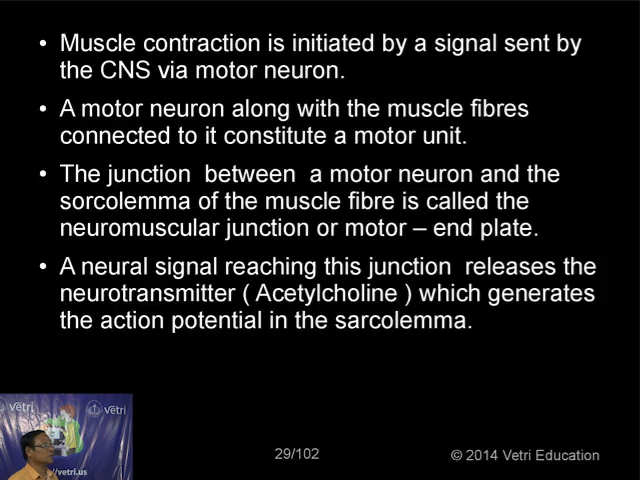 • Muscle contraction is initiated by a signal sent by
the CNS via motor neuron.
• A motor neuron along with the muscle fibres
connected to it constitute a motor unit.
• The junction between a motor neuron and the
sorcolemma of the muscle fibre is called the
neuromuscular junction or motor – end plate.
• A neural signal reaching this junction releases the
neurotransmitter ( Acetylcholine ) which generates
the action potential in the sarcolemma.
Vetri
Vetri
//vetri.us
29/102
© 2014 Vetri Education